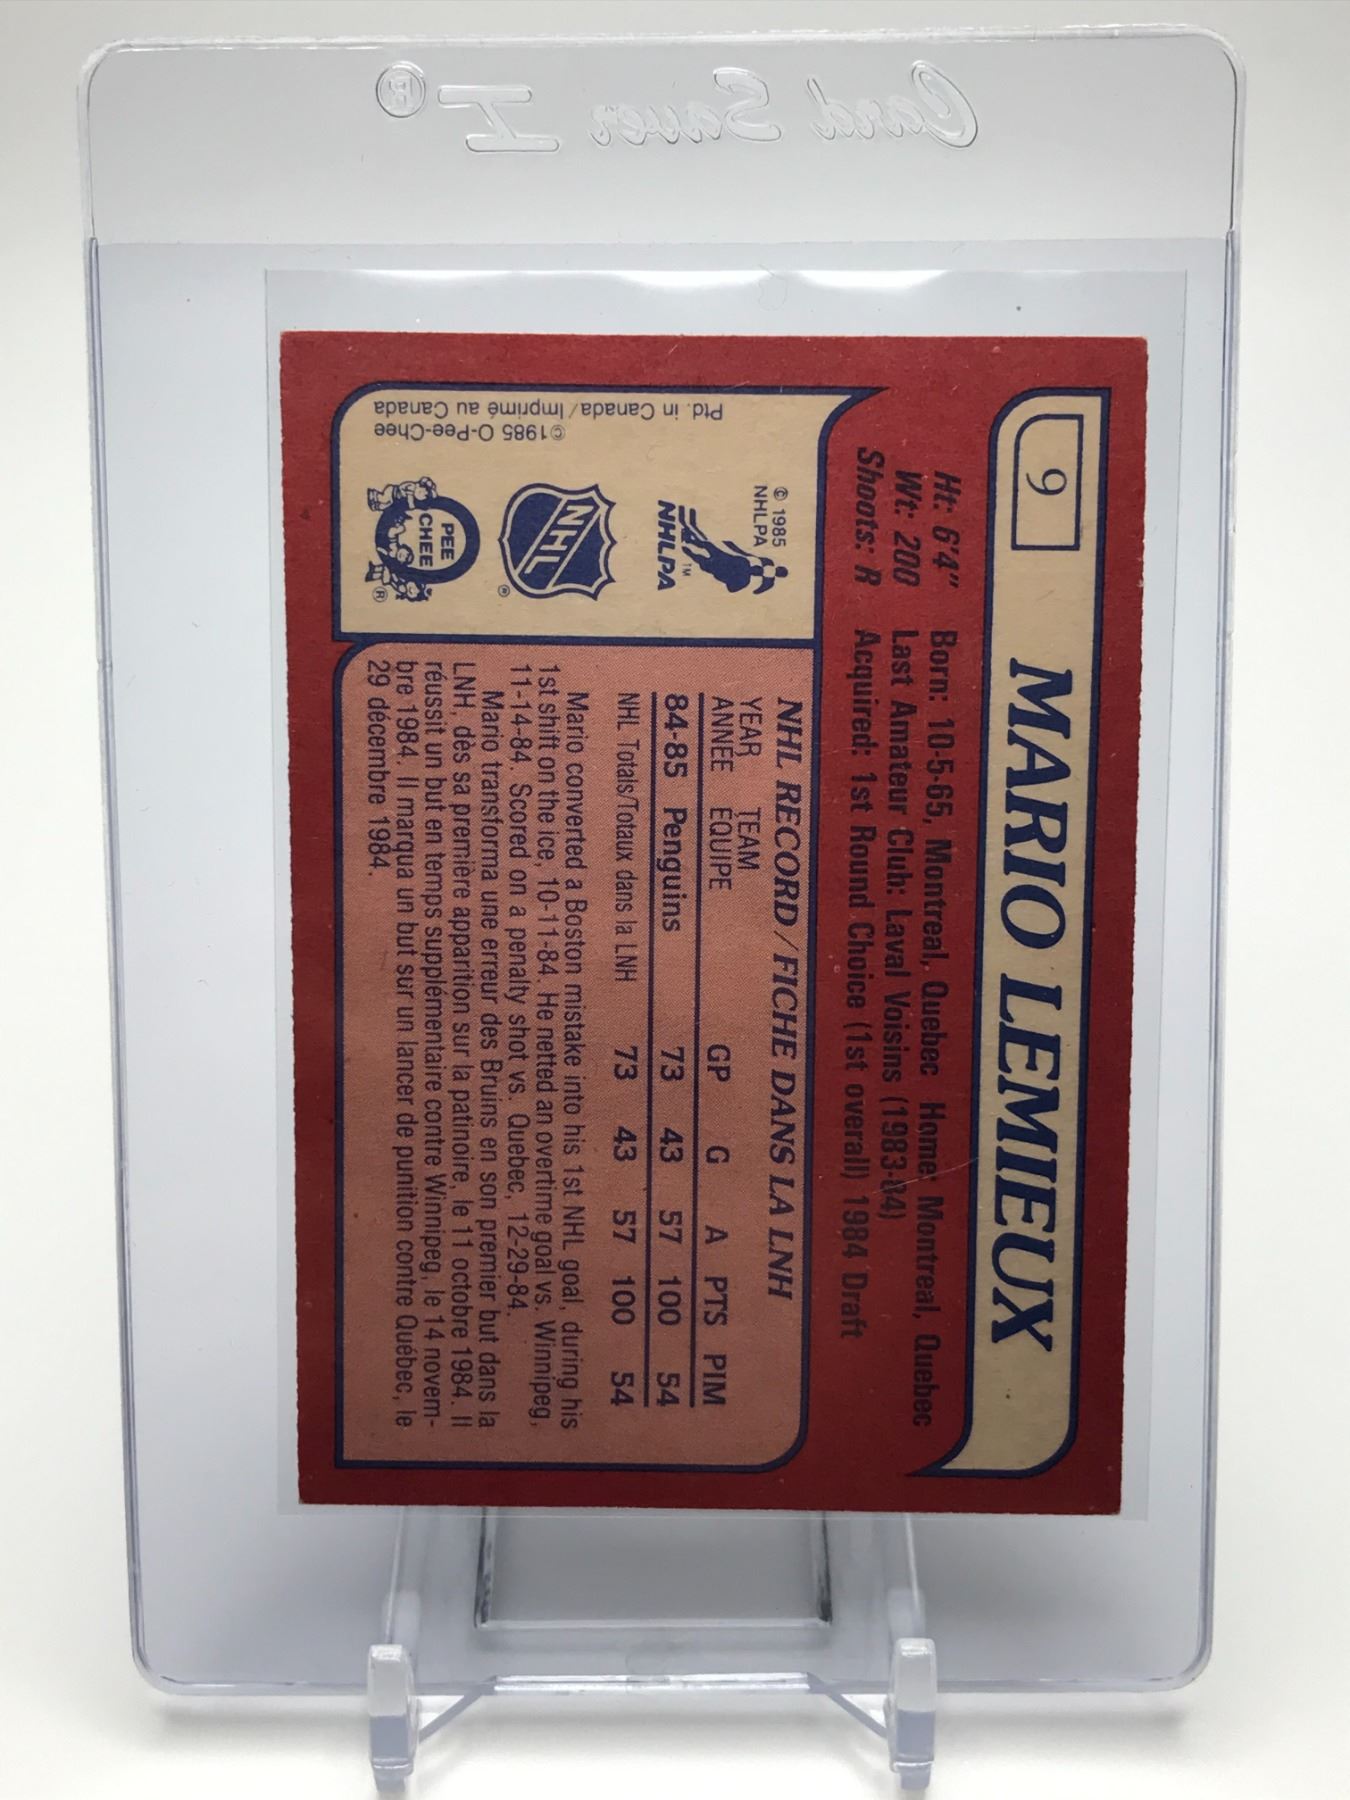 Card Saver I®
9
MARIO LEMIEUX
Ht: 6'4" Born: 10-5-65, Montreal, Quebec Home: Montreal, Quebec
Wt: 200 Last Amateur Club: Laval Voisins (1983-84)
Shoots: R Acquired: 1st Round Choice (1st overall) 1984 Draft
© 1985
NHLPA
NHLPA™
NHL®
PEE
CHEE®
©1985 O-Pee-Chee
Ptd. in Canada/Imprimé au Canada
NHL RECORD/FICHE DANS LA LNH
YEAR TEAM
ANNÉE EQUIPE GP G A PTS PIM
84-85 Penguins 73 43 57 100 54
NHL Totals/Totaux dans la LNH 73 43 57 100 54
Mario converted a Boston mistake into his 1st NHL goal, during his
1st shift on the ice, 10-11-84. He netted an overtime goal vs. Winnipeg,
11-14-84. Scored on a penalty shot vs. Quebec, 12-29-84.
Mario transforma une erreur des Bruins en son premier but dans la
LNH, dès sa première apparition sur la patinoire, le 11 octobre 1984. Il
réussit un but en temps supplémentaire contre Winnipeg, le 14 novem-
bre 1984. Il marqua un but sur un lancer de punition contre Québec, le
29 décembre 1984.